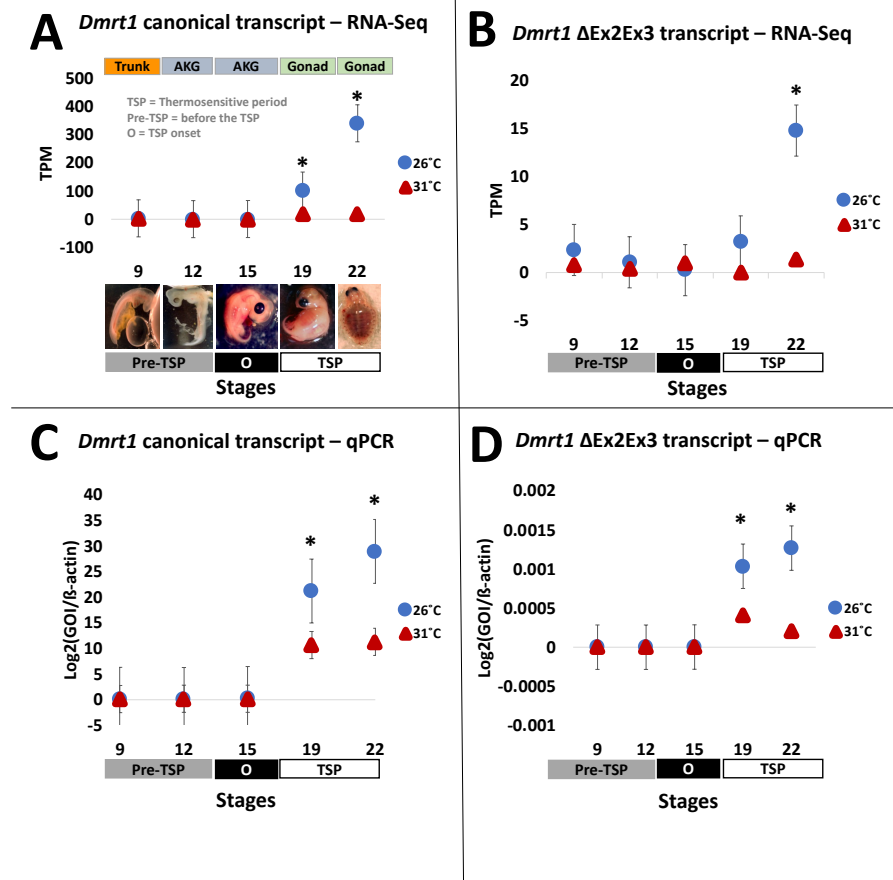 A
Dmrt1 canonical transcript – RNA-Seq
Trunk AKG AKG Gonad Gonad
500
400
300
200
100
0
-100
TPM
TSP = Thermosensitive period
Pre-TSP = before the TSP
O = TSP onset
*
*
26˚C
31˚C
9 12 15 19 22
Pre-TSP O TSP
Stages
B
Dmrt1 ΔEx2Ex3 transcript – RNA-Seq
20
15
10
5
0
-5
TPM
*
26˚C
31˚C
9 12 15 19 22
Pre-TSP O TSP
Stages
C
Dmrt1 canonical transcript – qPCR
40
35
30
25
20
15
10
5
0
-5
Log2(GOI/ß-actin)
*
*
26˚C
31˚C
9 12 15 19 22
Pre-TSP O TSP
Stages
D
Dmrt1 ΔEx2Ex3 transcript – qPCR
0.002
0.0015
0.001
0.0005
0
-0.0005
-0.001
Log2(GOI/ß-actin)
*
*
26˚C
31˚C
9 12 15 19 22
Pre-TSP O TSP
Stages